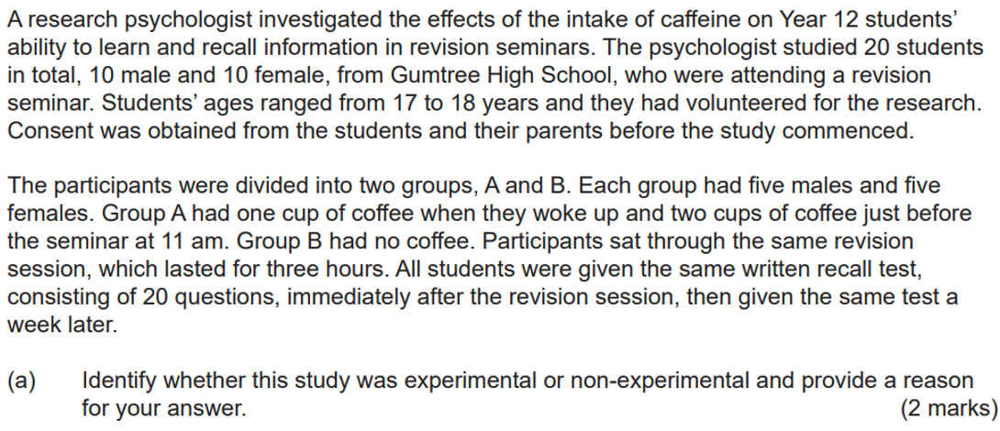 A research psychologist investigated the effects of the intake of caffeine on Year 12 students’
ability to learn and recall information in revision seminars. The psychologist studied 20 students
in total, 10 male and 10 female, from Gumtree High School, who were attending a revision
seminar. Students’ ages ranged from 17 to 18 years and they had volunteered for the research.
Consent was obtained from the students and their parents before the study commenced.
The participants were divided into two groups, A and B. Each group had five males and five
females. Group A had one cup of coffee when they woke up and two cups of coffee just before
the seminar at 11 am. Group B had no coffee. Participants sat through the same revision
session, which lasted for three hours. All students were given the same written recall test,
consisting of 20 questions, immediately after the revision session, then given the same test a
week later.
(a) Identify whether this study was experimental or non-experimental and provide a reason
for your answer. (2 marks)